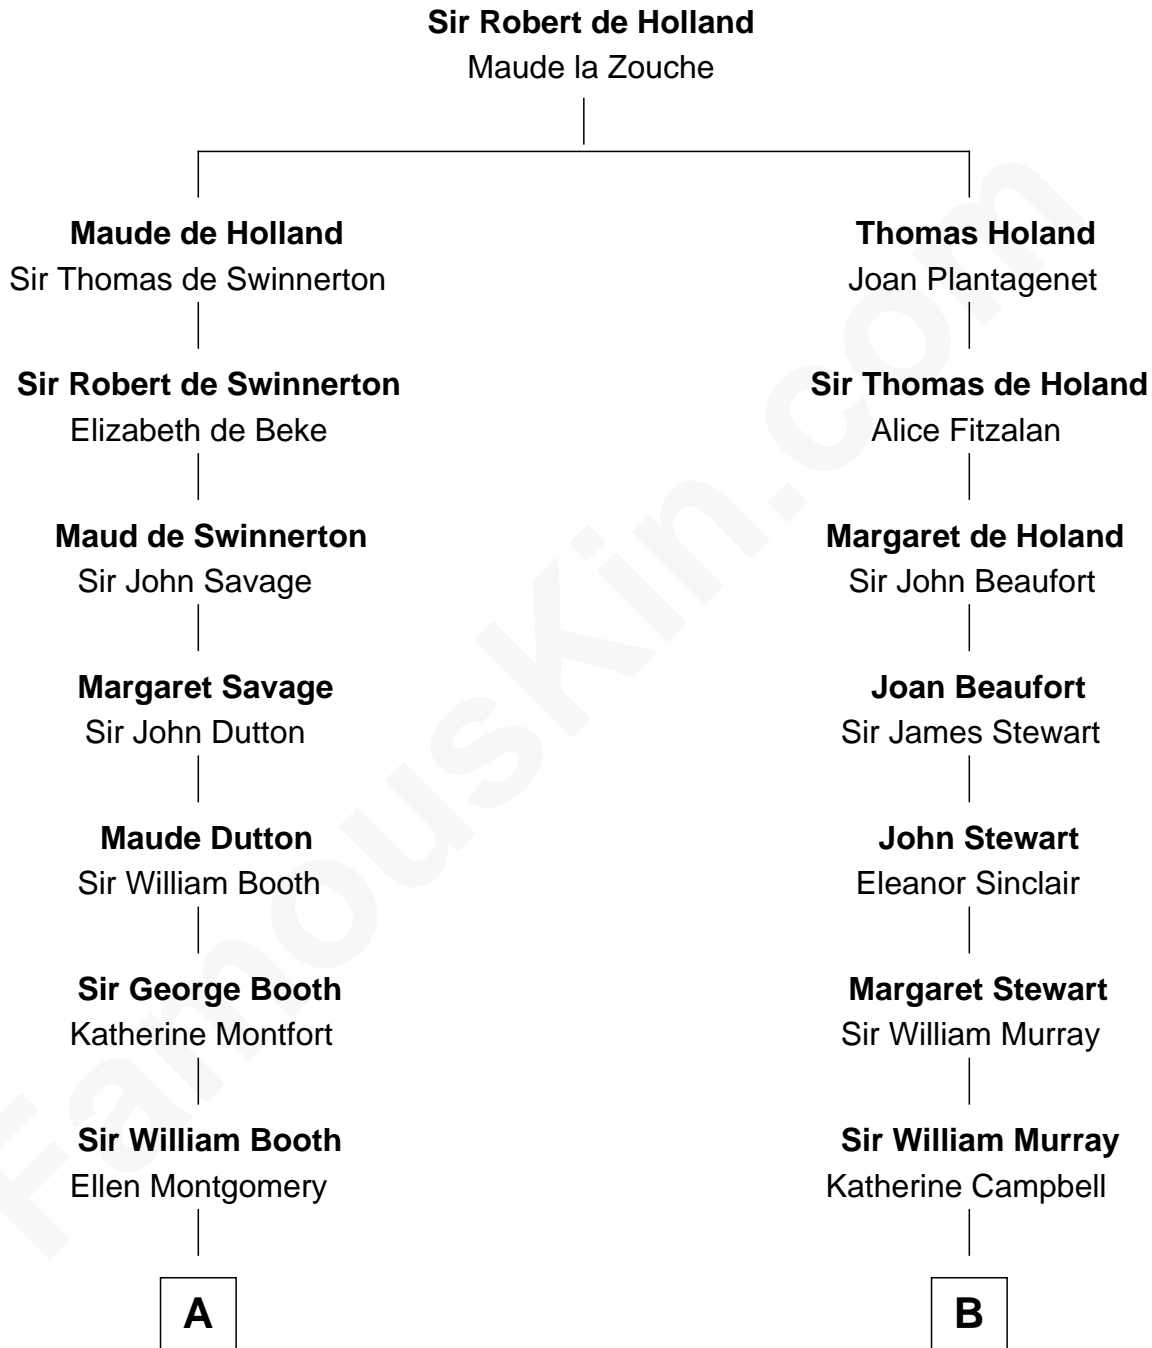 Sir Robert de Holland
Maude la Zouche
Maude de Holland
Sir Thomas de Swinnerton
Thomas Holand
Joan Plantagenet
Sir Robert de Swinnerton
Elizabeth de Beke
Sir Thomas de Holand
Alice Fitzalan
Maud de Swinnerton
Sir John Savage
Margaret de Holand
Sir John Beaufort
Margaret Savage
Sir John Dutton
Joan Beaufort
Sir James Stewart
Maude Dutton
Sir William Booth
John Stewart
Eleanor Sinclair
Sir George Booth
Katherine Montfort
Margaret Stewart
Sir William Murray
Sir William Booth
Ellen Montgomery
Sir William Murray
Katherine Campbell
A
B
FamousKin.com